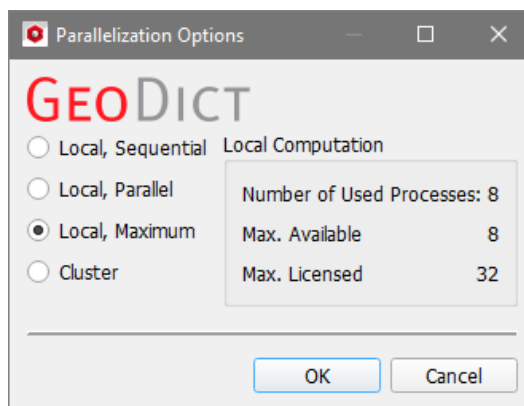 Parallelization Options
GEODICT
Local, Sequential
Local, Parallel
Local, Maximum
Cluster
Local Computation
Number of Used Processes: 8
Max. Available 8
Max. Licensed 32
OK
Cancel